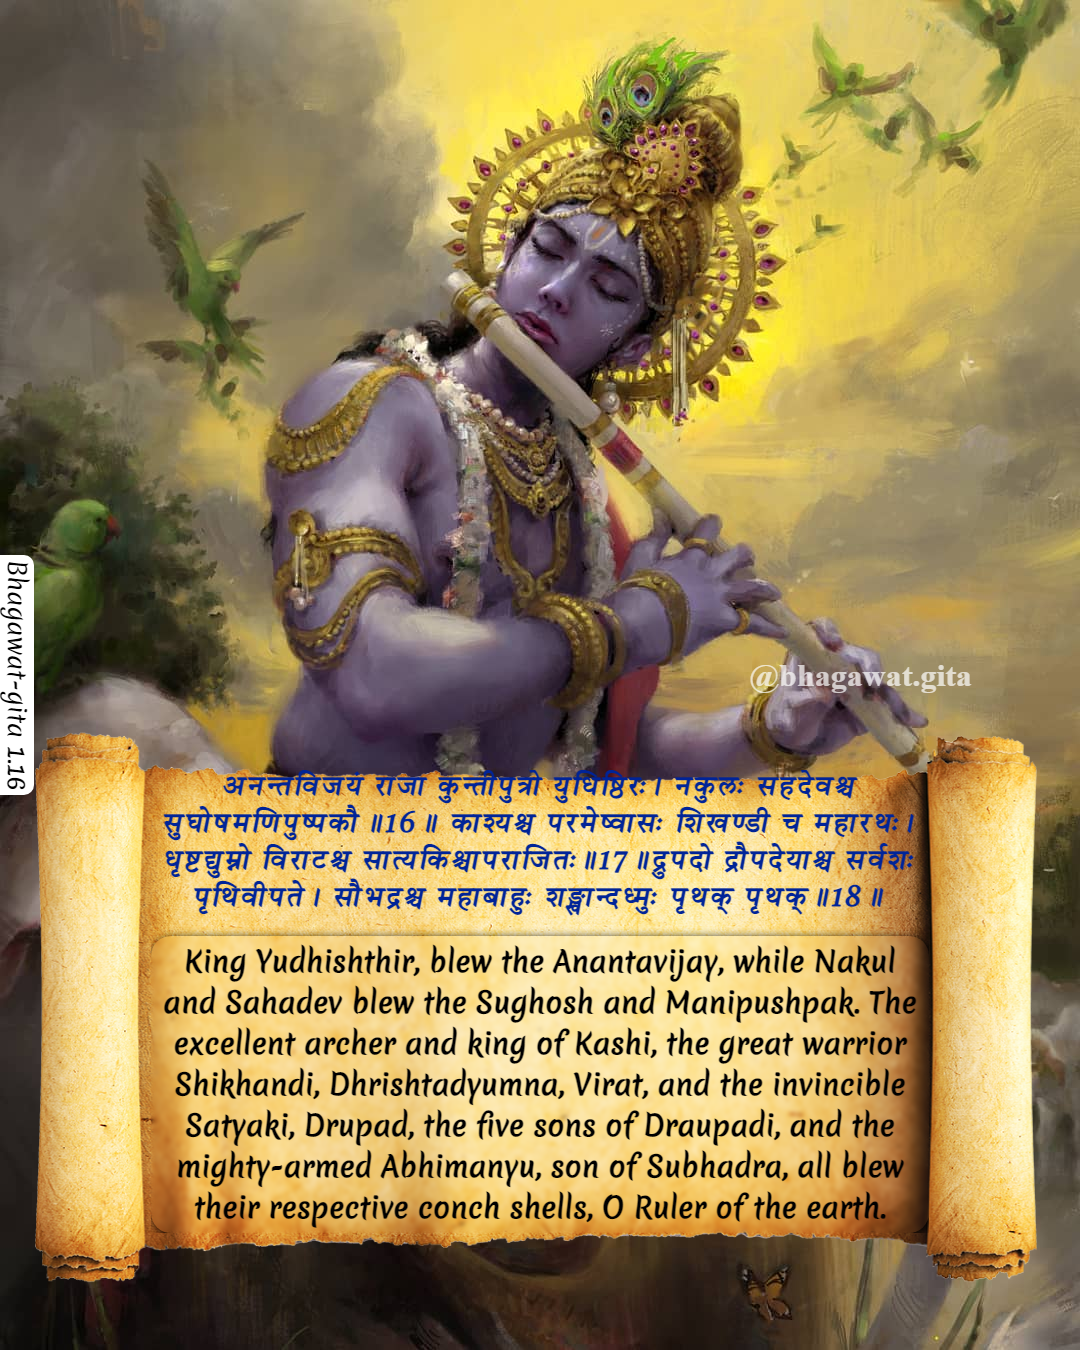 @bhagawat.gita
Bhagawat-gita 1.16
अनन्तविजयं राजा कुन्तीपुत्रो युधिष्ठिरः। नकुलः सहदेवश्च
सुघोषमणिपुष्पकौ॥16॥ काश्यश्च परमेष्वासः शिखण्डी च महारथः।
धृष्टद्युम्नो विराटश्च सात्यकिश्चापराजितः॥17॥द्रुपदो द्रौपदेयाश्च सर्वशः
पृथिवीपते। सौभद्रश्च महाबाहुः शङ्खान्दध्मुः पृथक् पृथक्॥18॥
King Yudhishthir, blew the Anantavijay, while Nakul
and Sahadev blew the Sughosh and Manipushpak. The
excellent archer and king of Kashi, the great warrior
Shikhandi, Dhrishtadyumna, Virat, and the invincible
Satyaki, Drupad, the five sons of Draupadi, and the
mighty-armed Abhimanyu, son of Subhadra, all blew
their respective conch shells, O Ruler of the earth.